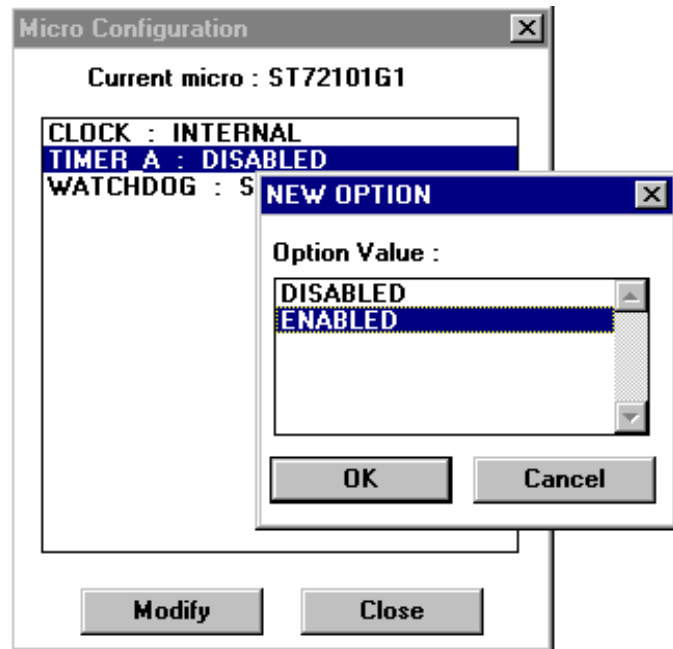 Micro Configuration
Current micro : ST72101G1
CLOCK : INTERNAL
TIMER_A : DISABLED
WATCHDOG : S
NEW OPTION
Option Value :
DISABLED
ENABLED
OK
Cancel
Modify
Close